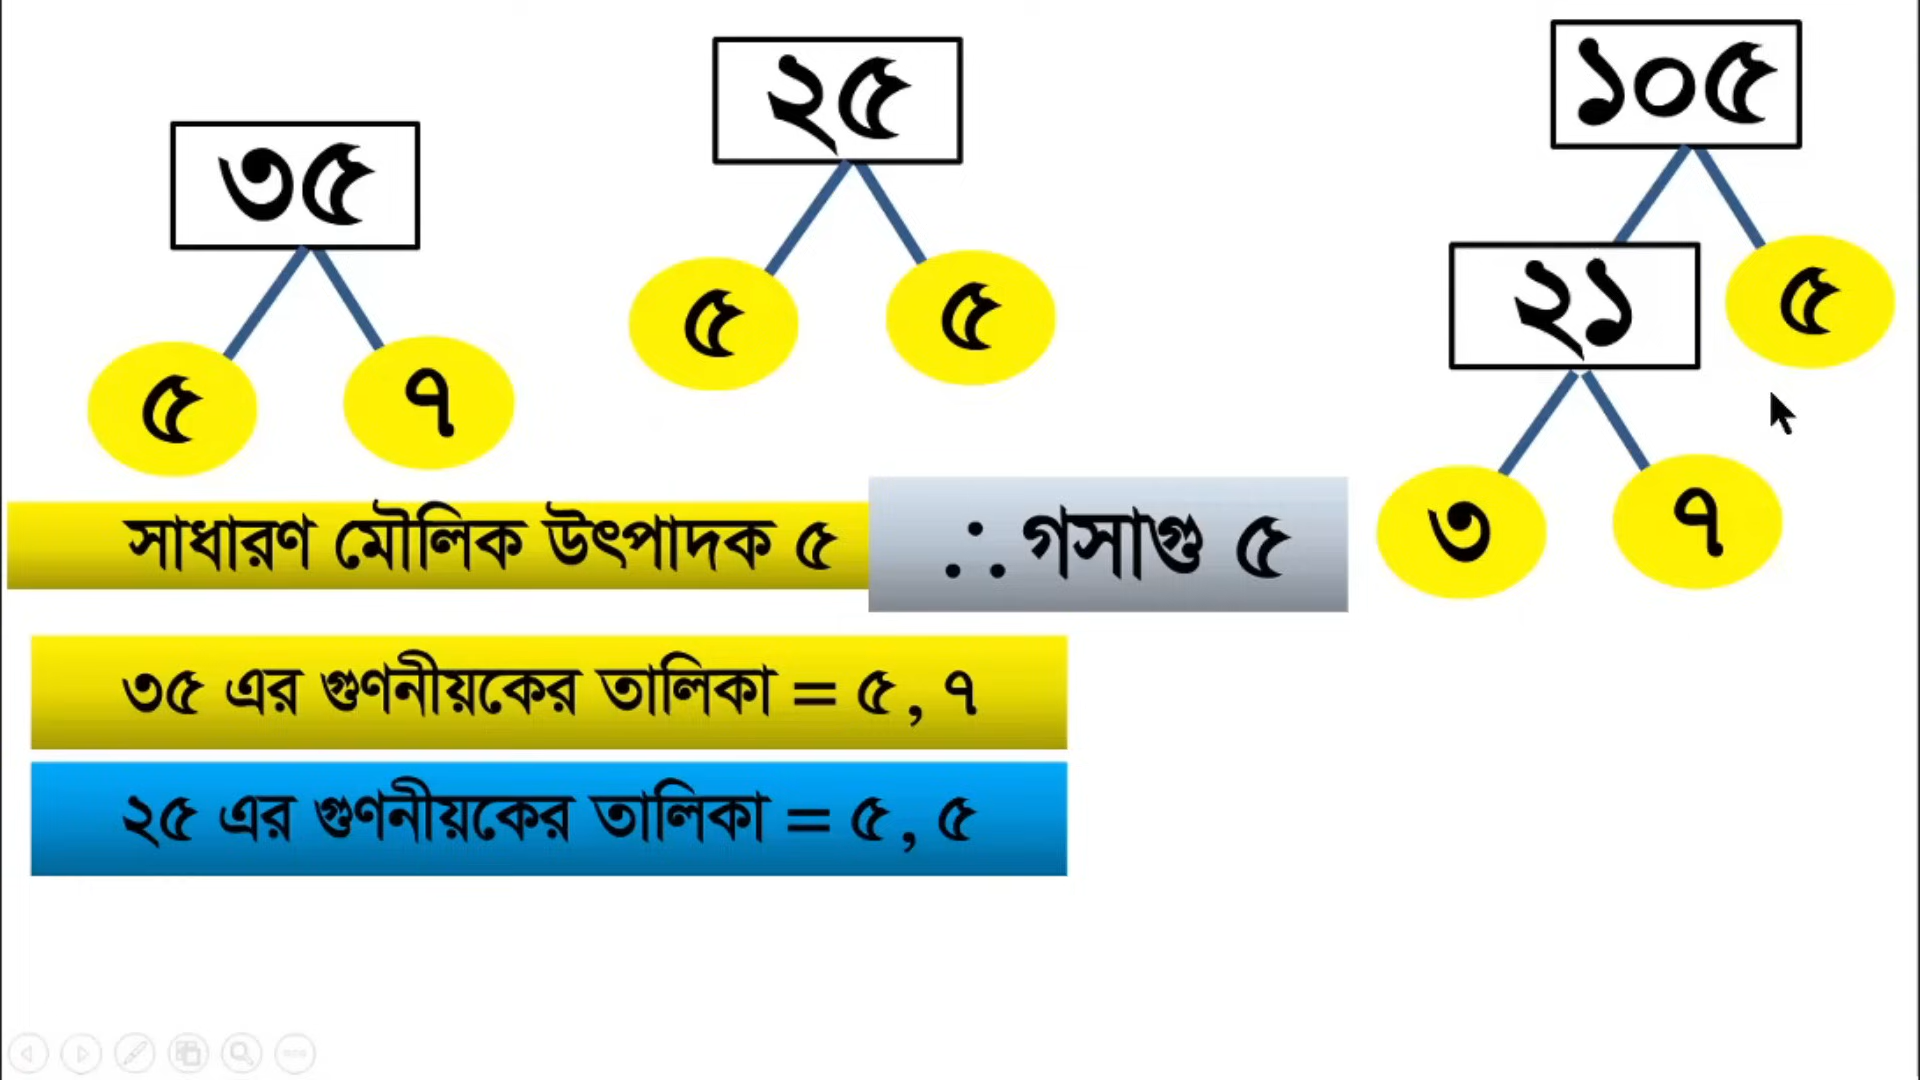 ৩৫
৫ ৭
২৫
৫ ৫
১০৫
২১ ৫
৩ ৭
সাধারণ মৌলিক উৎপাদক ৫
∴ গসাগু ৫
৩৫ এর গুণনীয়কের তালিকা = ৫, ৭
২৫ এর গুণনীয়কের তালিকা = ৫, ৫